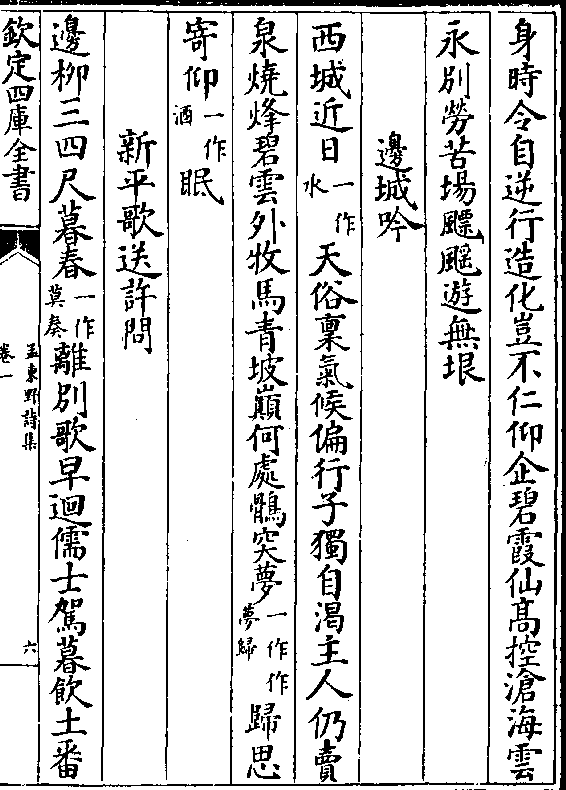 身時令自逆行造化豈不仁仰企碧霞仙髙控滄海雲
永別勞苦場飃颻遊無垠
邊城吟
西城近日一作水天俗稟氣候偏行子獨自渴主人仍賣
泉燒烽碧雲外牧馬青坡巔何處鶻突夢一作作夢歸歸思
寄仰一作酒眠
新平歌送許問
邊柳三四尺暮春一作莫奏離別歌早迴儒士駕暮飲土番
欽定四庫全書
孟東野詩集
卷一
六